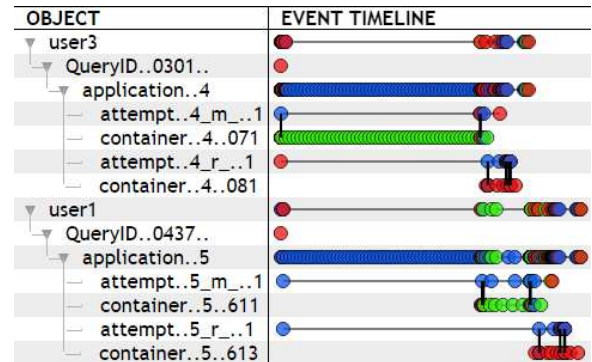 OBJECT EVENT TIMELINE
user3
QueryID..0301..
application..4
attempt..4_m_..1
container..4..071
attempt..4_r_..1
container..4..081
user1
QueryID..0437..
application..5
attempt..5_m_..1
container..5..611
attempt..5_r_..1
container..5..613